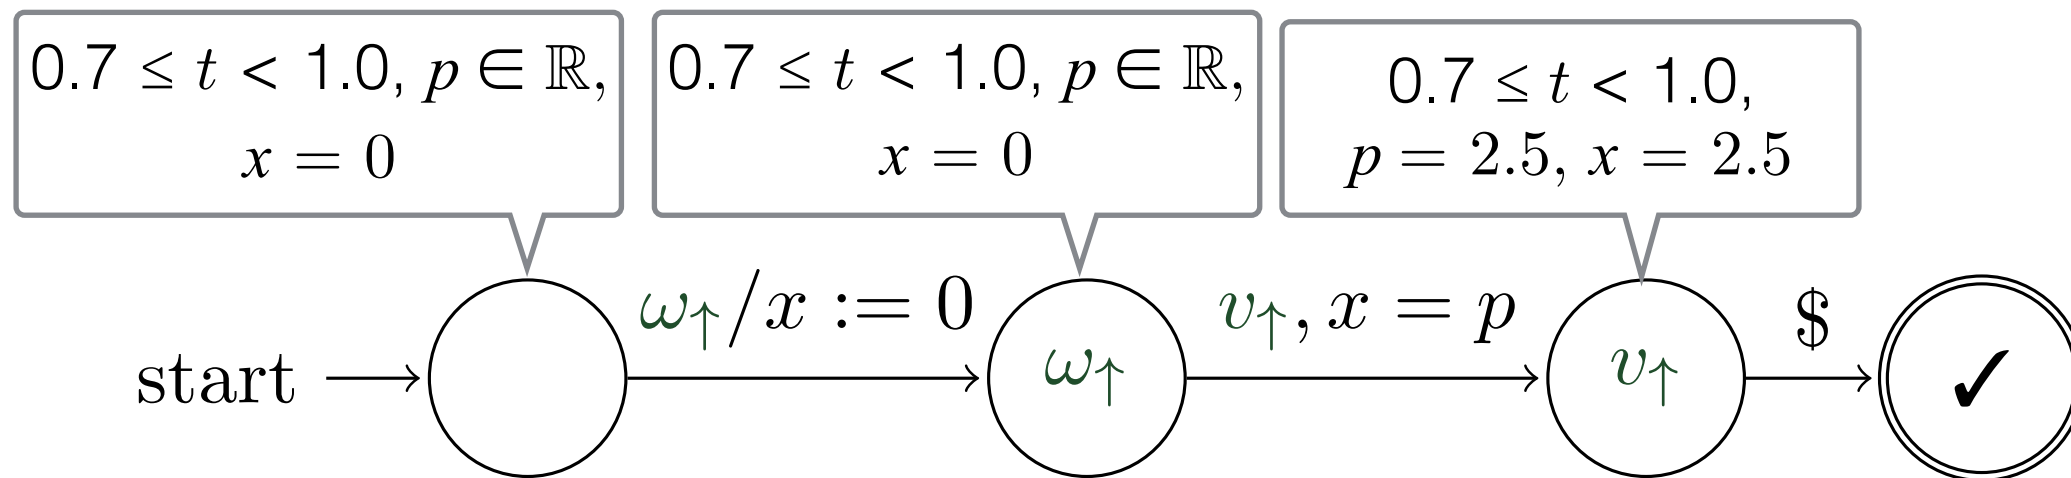 0.7 ≤ t < 1.0, p ∈ ℝ,
x = 0
0.7 ≤ t < 1.0, p ∈ ℝ,
x = 0
0.7 ≤ t < 1.0,
p = 2.5, x = 2.5
start
ω↑/x := 0
ω↑
v↑, x = p
v↑
$
✓